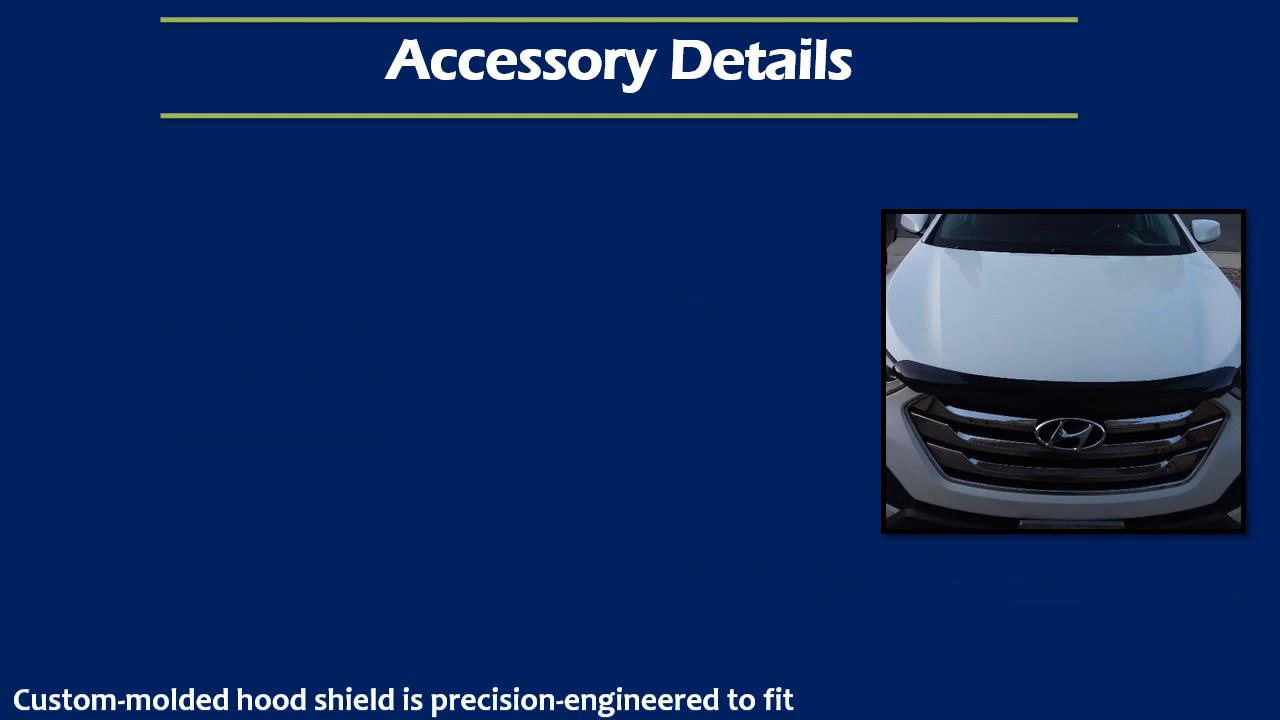 Accessory Details
Custom-molded hood shield is precision-engineered to fit